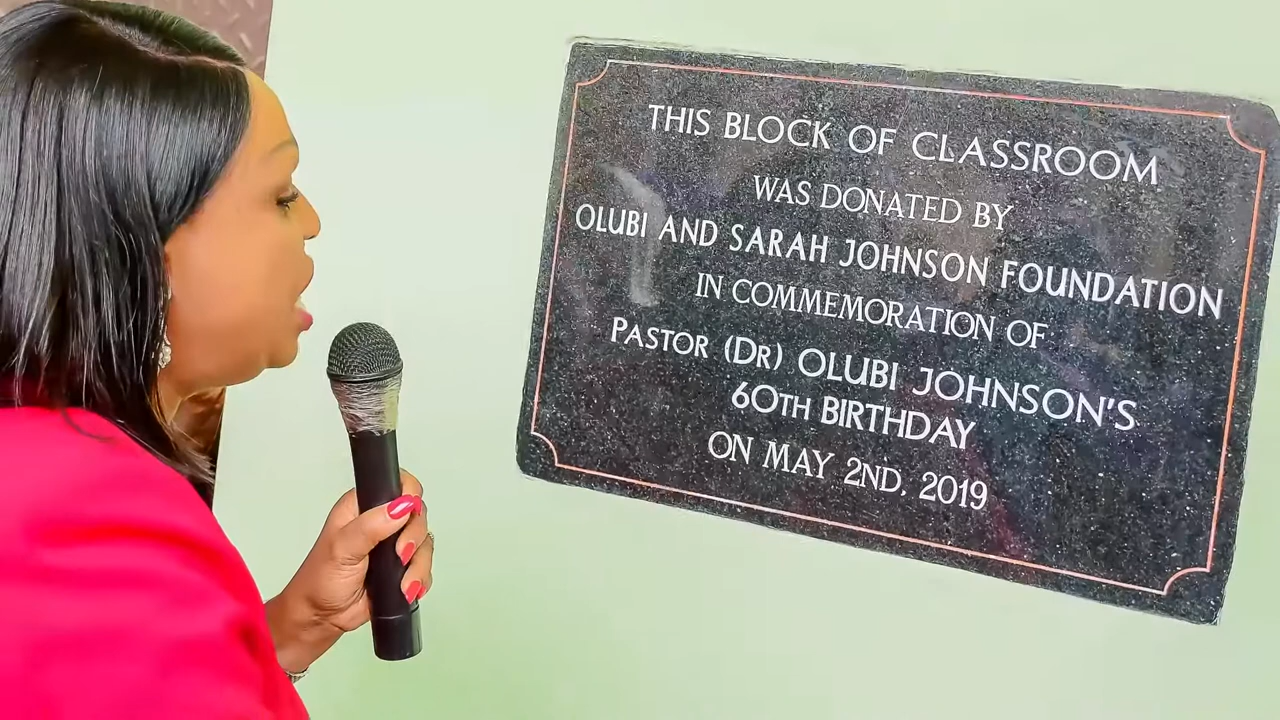 THIS BLOCK OF CLASSROOM
WAS DONATED BY
OLUBI AND SARAH JOHNSON FOUNDATION
IN COMMEMORATION OF
PASTOR (DR) OLUBI JOHNSON'S
60TH BIRTHDAY
ON MAY 2ND, 2019